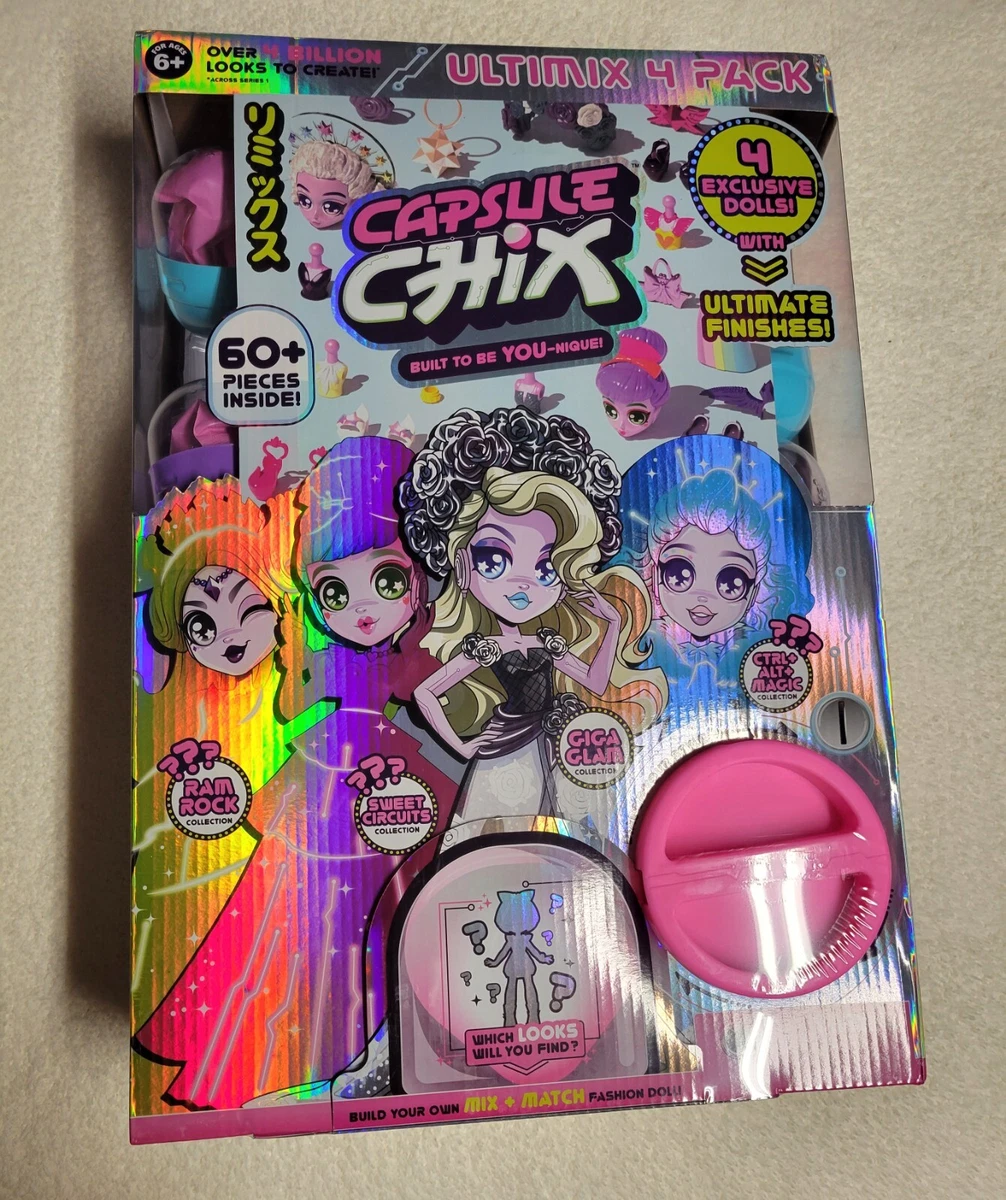 FOR AGES
6+
OVER 4 BILLION
LOOKS TO CREATE!*
*ACROSS SERIES 1
ULTIMIX 4 PACK
リミックス
CAPSULE
CHIX
™
BUILT TO BE YOU-NIQUE!
4
EXCLUSIVE
DOLLS!
WITH
ULTIMATE
FINISHES!
60+
PIECES
INSIDE!
???
RAM
ROCK
COLLECTION
???
SWEET
CIRCUITS
COLLECTION
GIGA
GLAM
COLLECTION
???
CTRL+
ALT+
MAGIC
COLLECTION
? ? ? ? ? ?
WHICH LOOKS
WILL YOU FIND?
BUILD YOUR OWN MIX + MATCH FASHION DOLL!